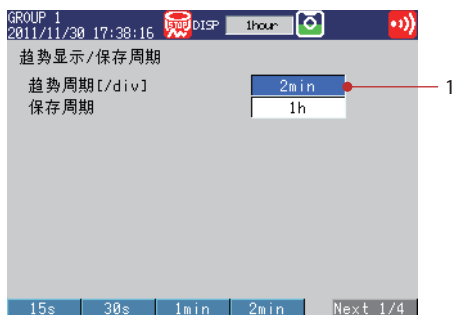 GROUP 1
2011/11/30 17:38:16 STOP DISP 1hour
趋势显示/保存周期
趋势周期[/div] 2min 1
保存周期 1h
15s 30s 1min 2min Next 1/4